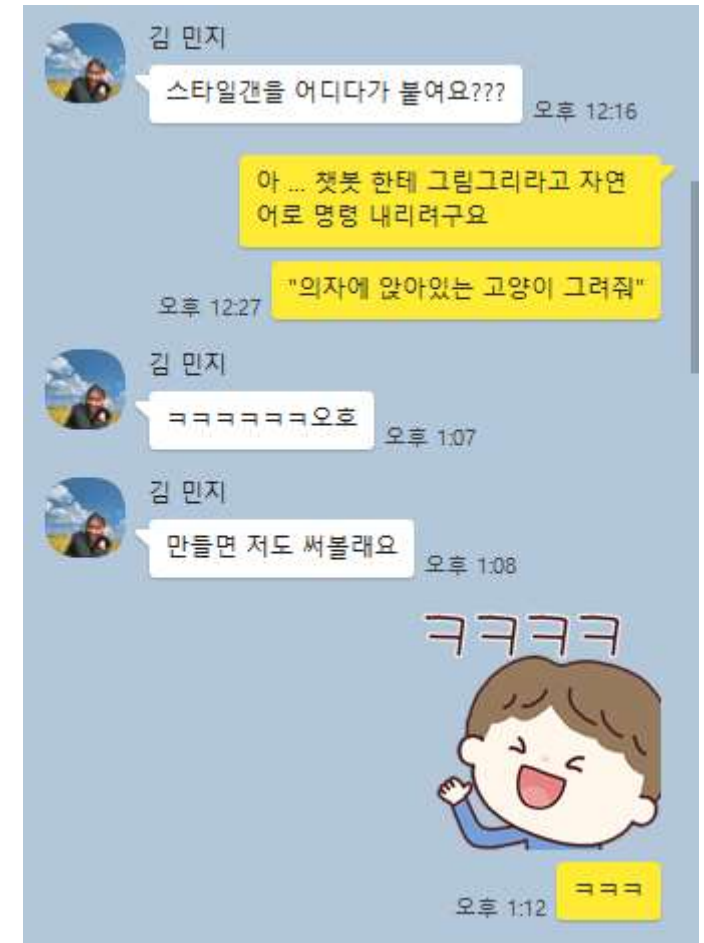 김 민지
스타일갠을 어디다가 붙여요???
오후 12:16
아 ... 챗봇 한테 그림그리라고 자연
어로 명령 내리려구요
"의자에 앉아있는 고양이 그려줘"
오후 12:27
김 민지
ㅋㅋㅋㅋㅋㅋ오호
오후 1:07
김 민지
만들면 저도 써볼래요
오후 1:08
ㅋㅋㅋㅋ
ㅋㅋㅋ
오후 1:12